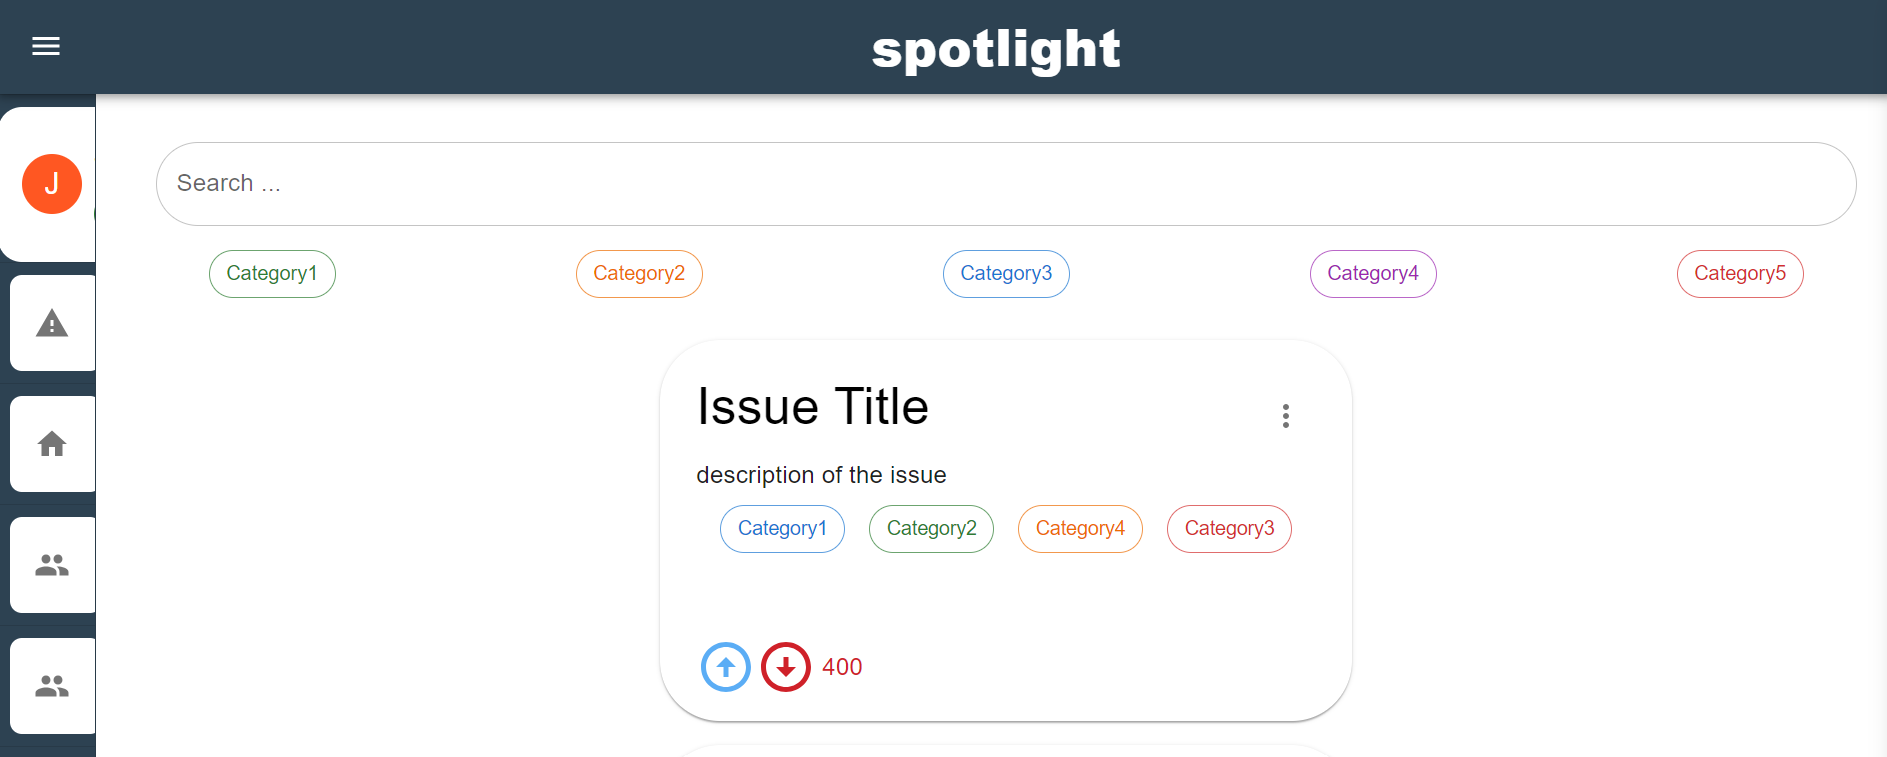 spotlight
J
Search ...
Category1 Category2 Category3 Category4 Category5
Issue Title
description of the issue
Category1 Category2 Category4 Category3
400